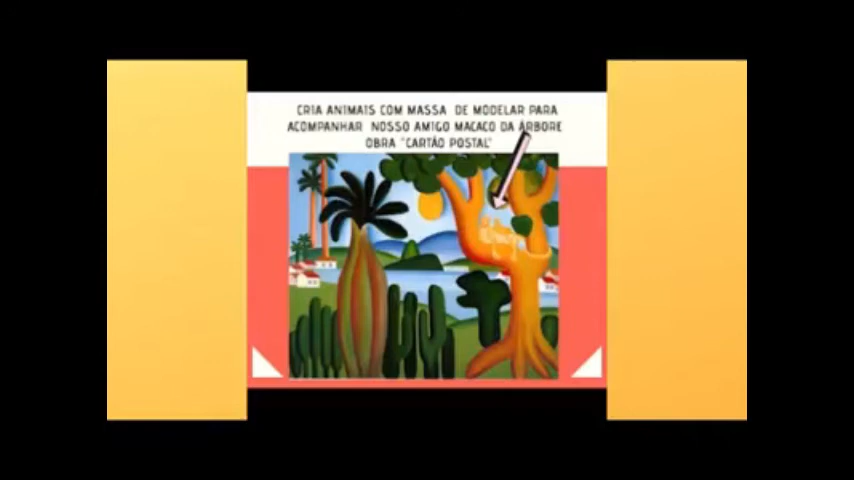 CRIA ANIMAIS COM MASSA DE MODELAR PARA
ACOMPANHAR NOSSO AMIGO MACACO DA ÁRBORE
OBRA "CARTÃO POSTAL"